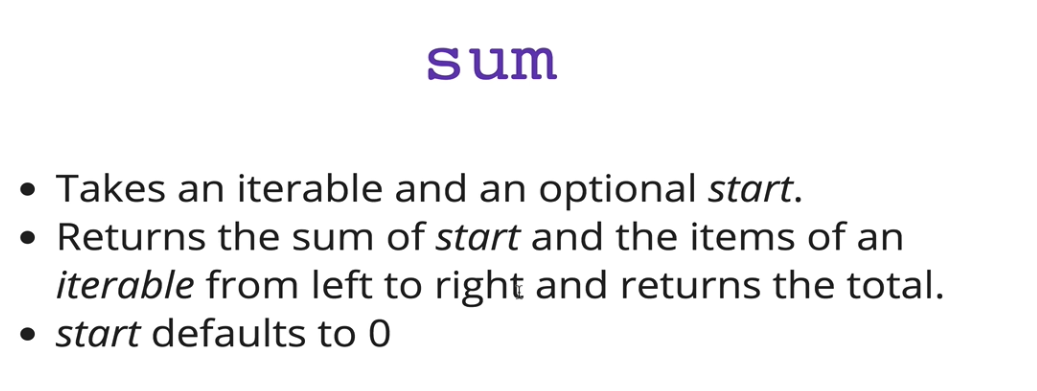 sum
• Takes an iterable and an optional start.
• Returns the sum of start and the items of an
iterable from left to right and returns the total.
• start defaults to 0